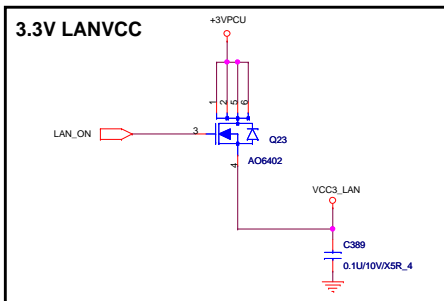 3.3V LANVCC
+3VPCU
1
2
5
6
LAN_ON
3
Q23
AO6402
4
VCC3_LAN
C389
0.1U/10V/X5R_4